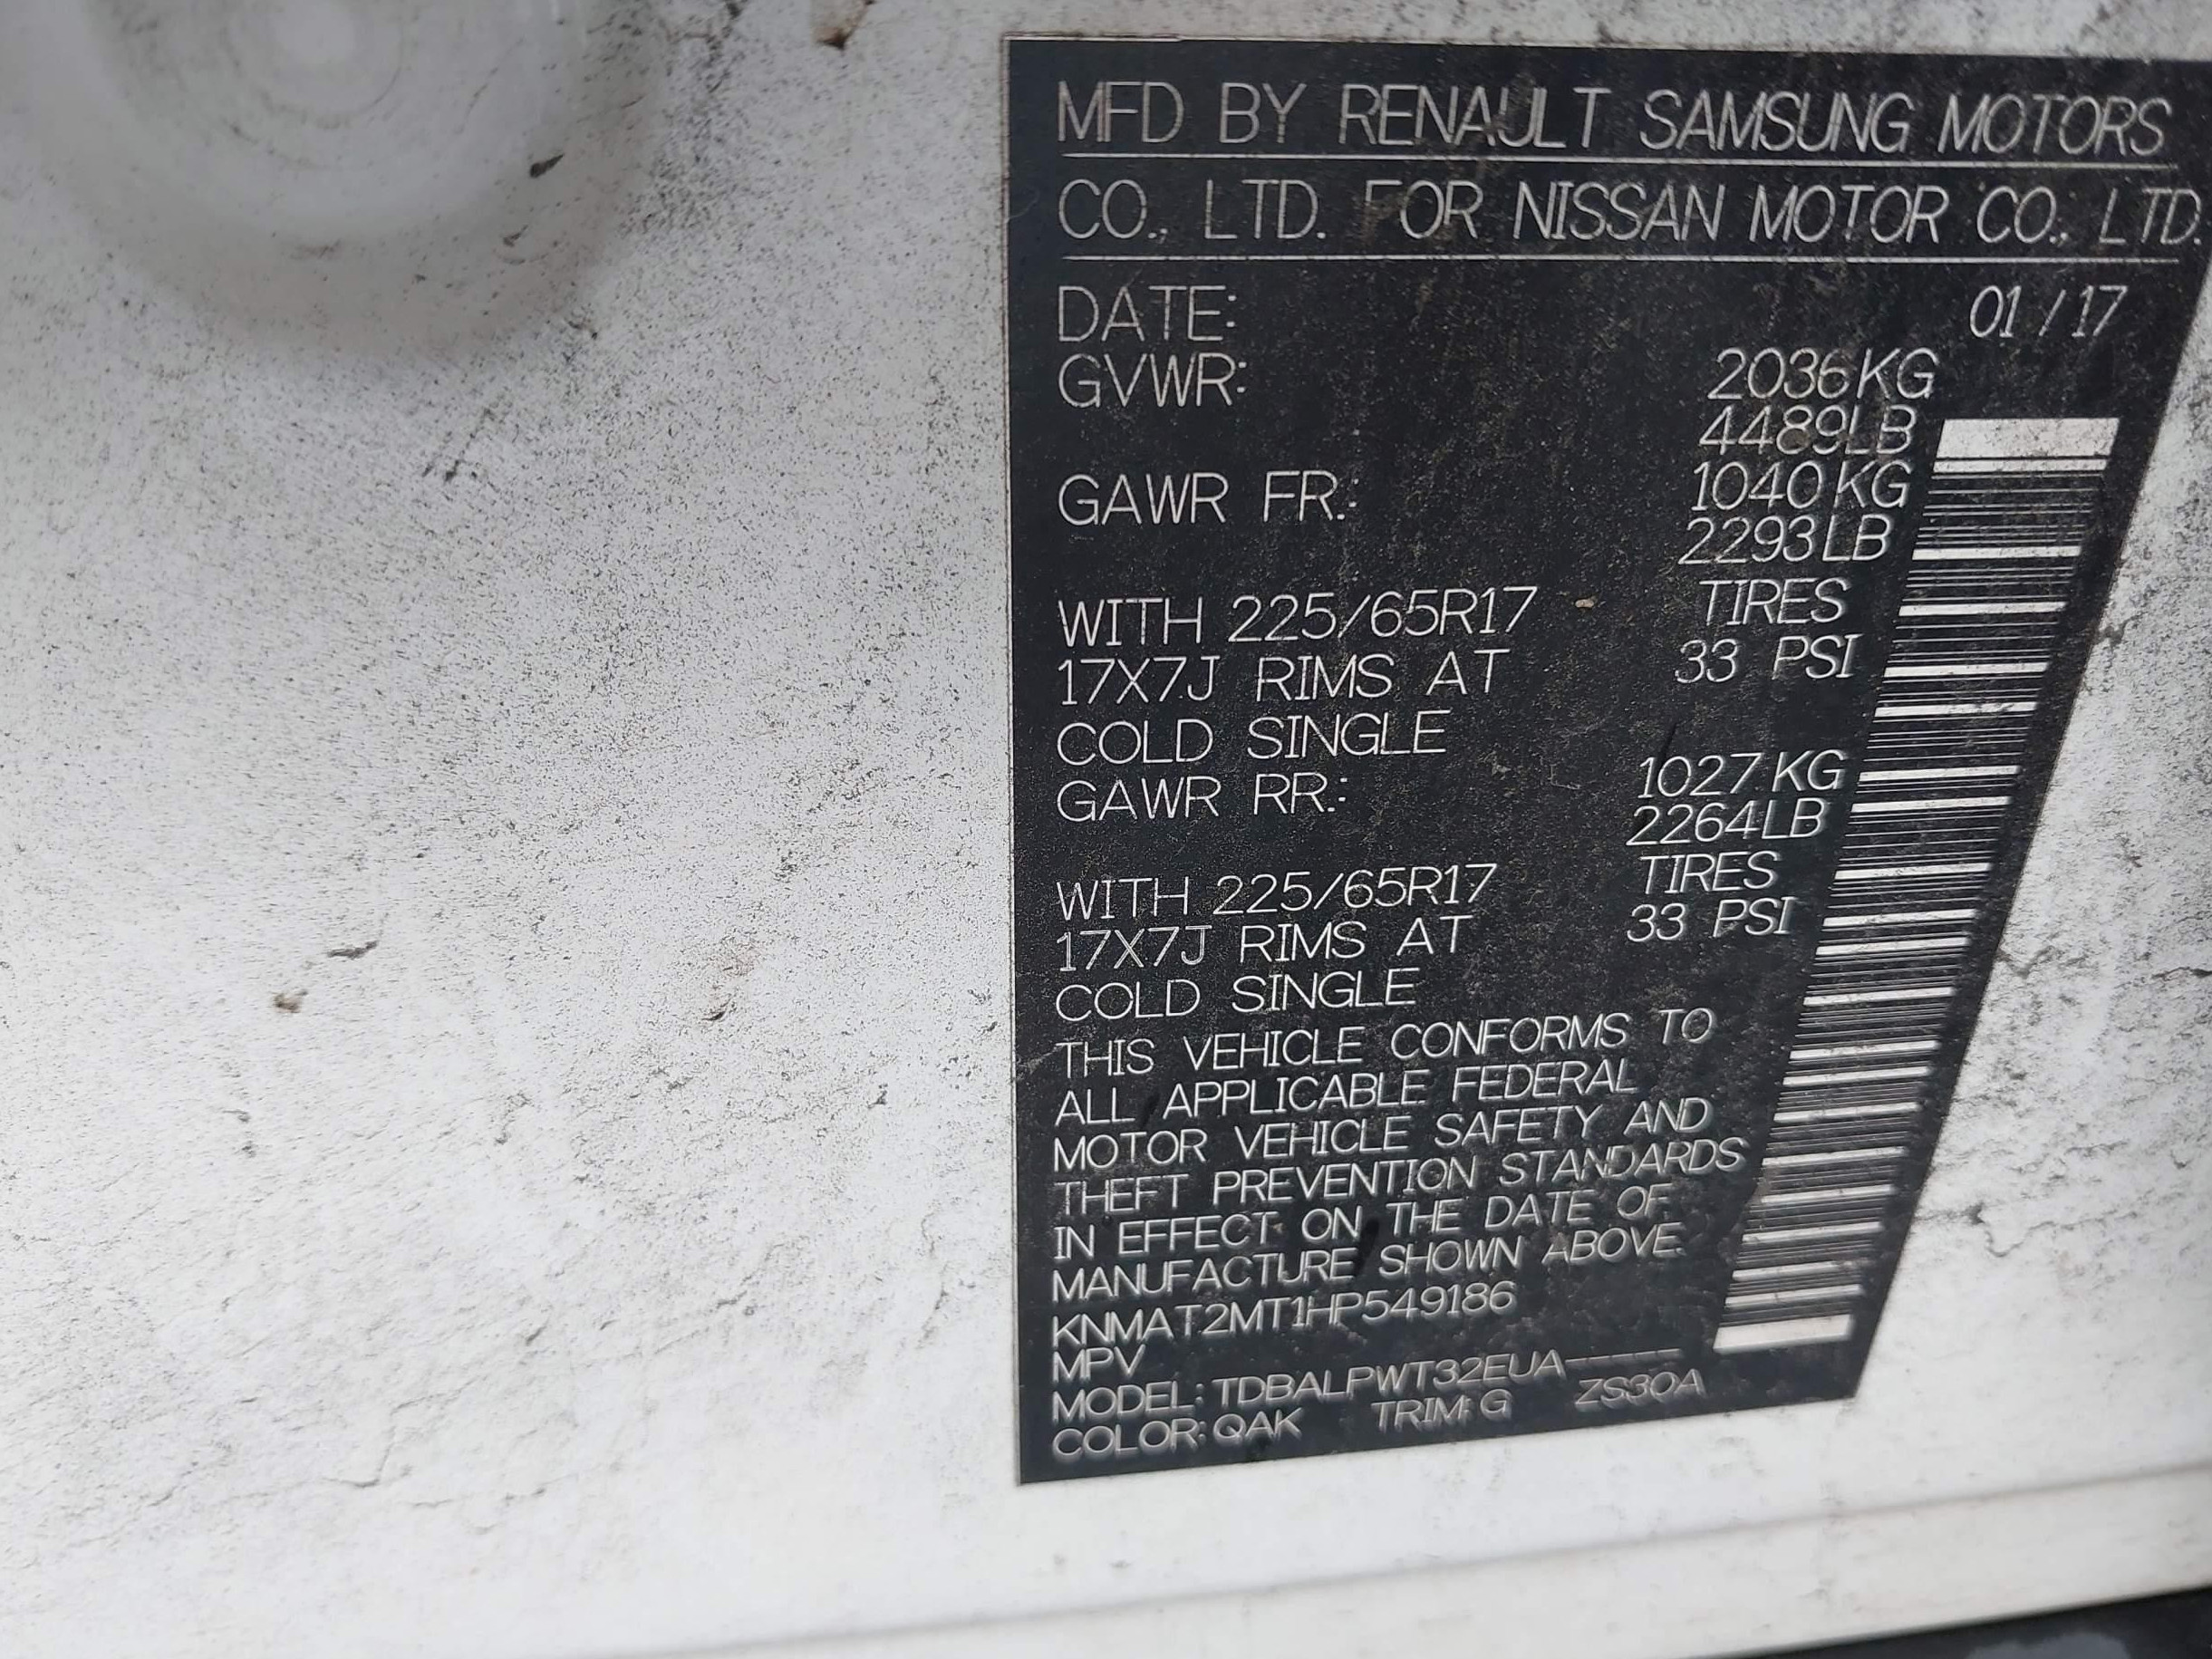 MFD BY RENAULT SAMSUNG MOTORS
CO., LTD. FOR NISSAN MOTOR CO., LTD.
DATE: 01 / 17
GVWR: 2036KG
4489LB
GAWR FR.: 1040KG
2293LB
WITH 225/65R17 TIRES
17X7J RIMS AT 33 PSI
COLD SINGLE
GAWR RR.: 1027KG
2264LB
WITH 225/65R17 TIRES
17X7J RIMS AT 33 PSI
COLD SINGLE
THIS VEHICLE CONFORMS TO
ALL APPLICABLE FEDERAL
MOTOR VEHICLE SAFETY AND
THEFT PREVENTION STANDARDS
IN EFFECT ON THE DATE OF
MANUFACTURE SHOWN ABOVE.
KNMAT2MT1HP549186
MPV
MODEL: TDBALPWT32EUA-----
COLOR: QAK TRIM: G ZS30A